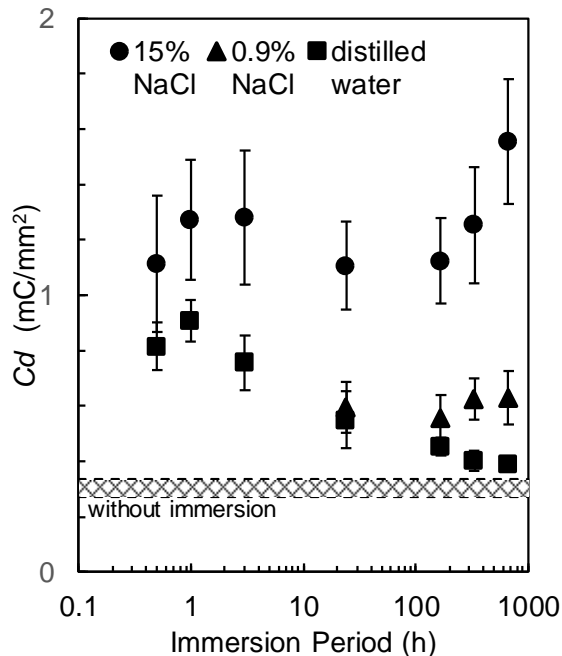 2
15% NaCl
0.9% NaCl
distilled water
1
Cd (mC/mm²)
without immersion
0
0.1 1 10 100 1000
Immersion Period (h)